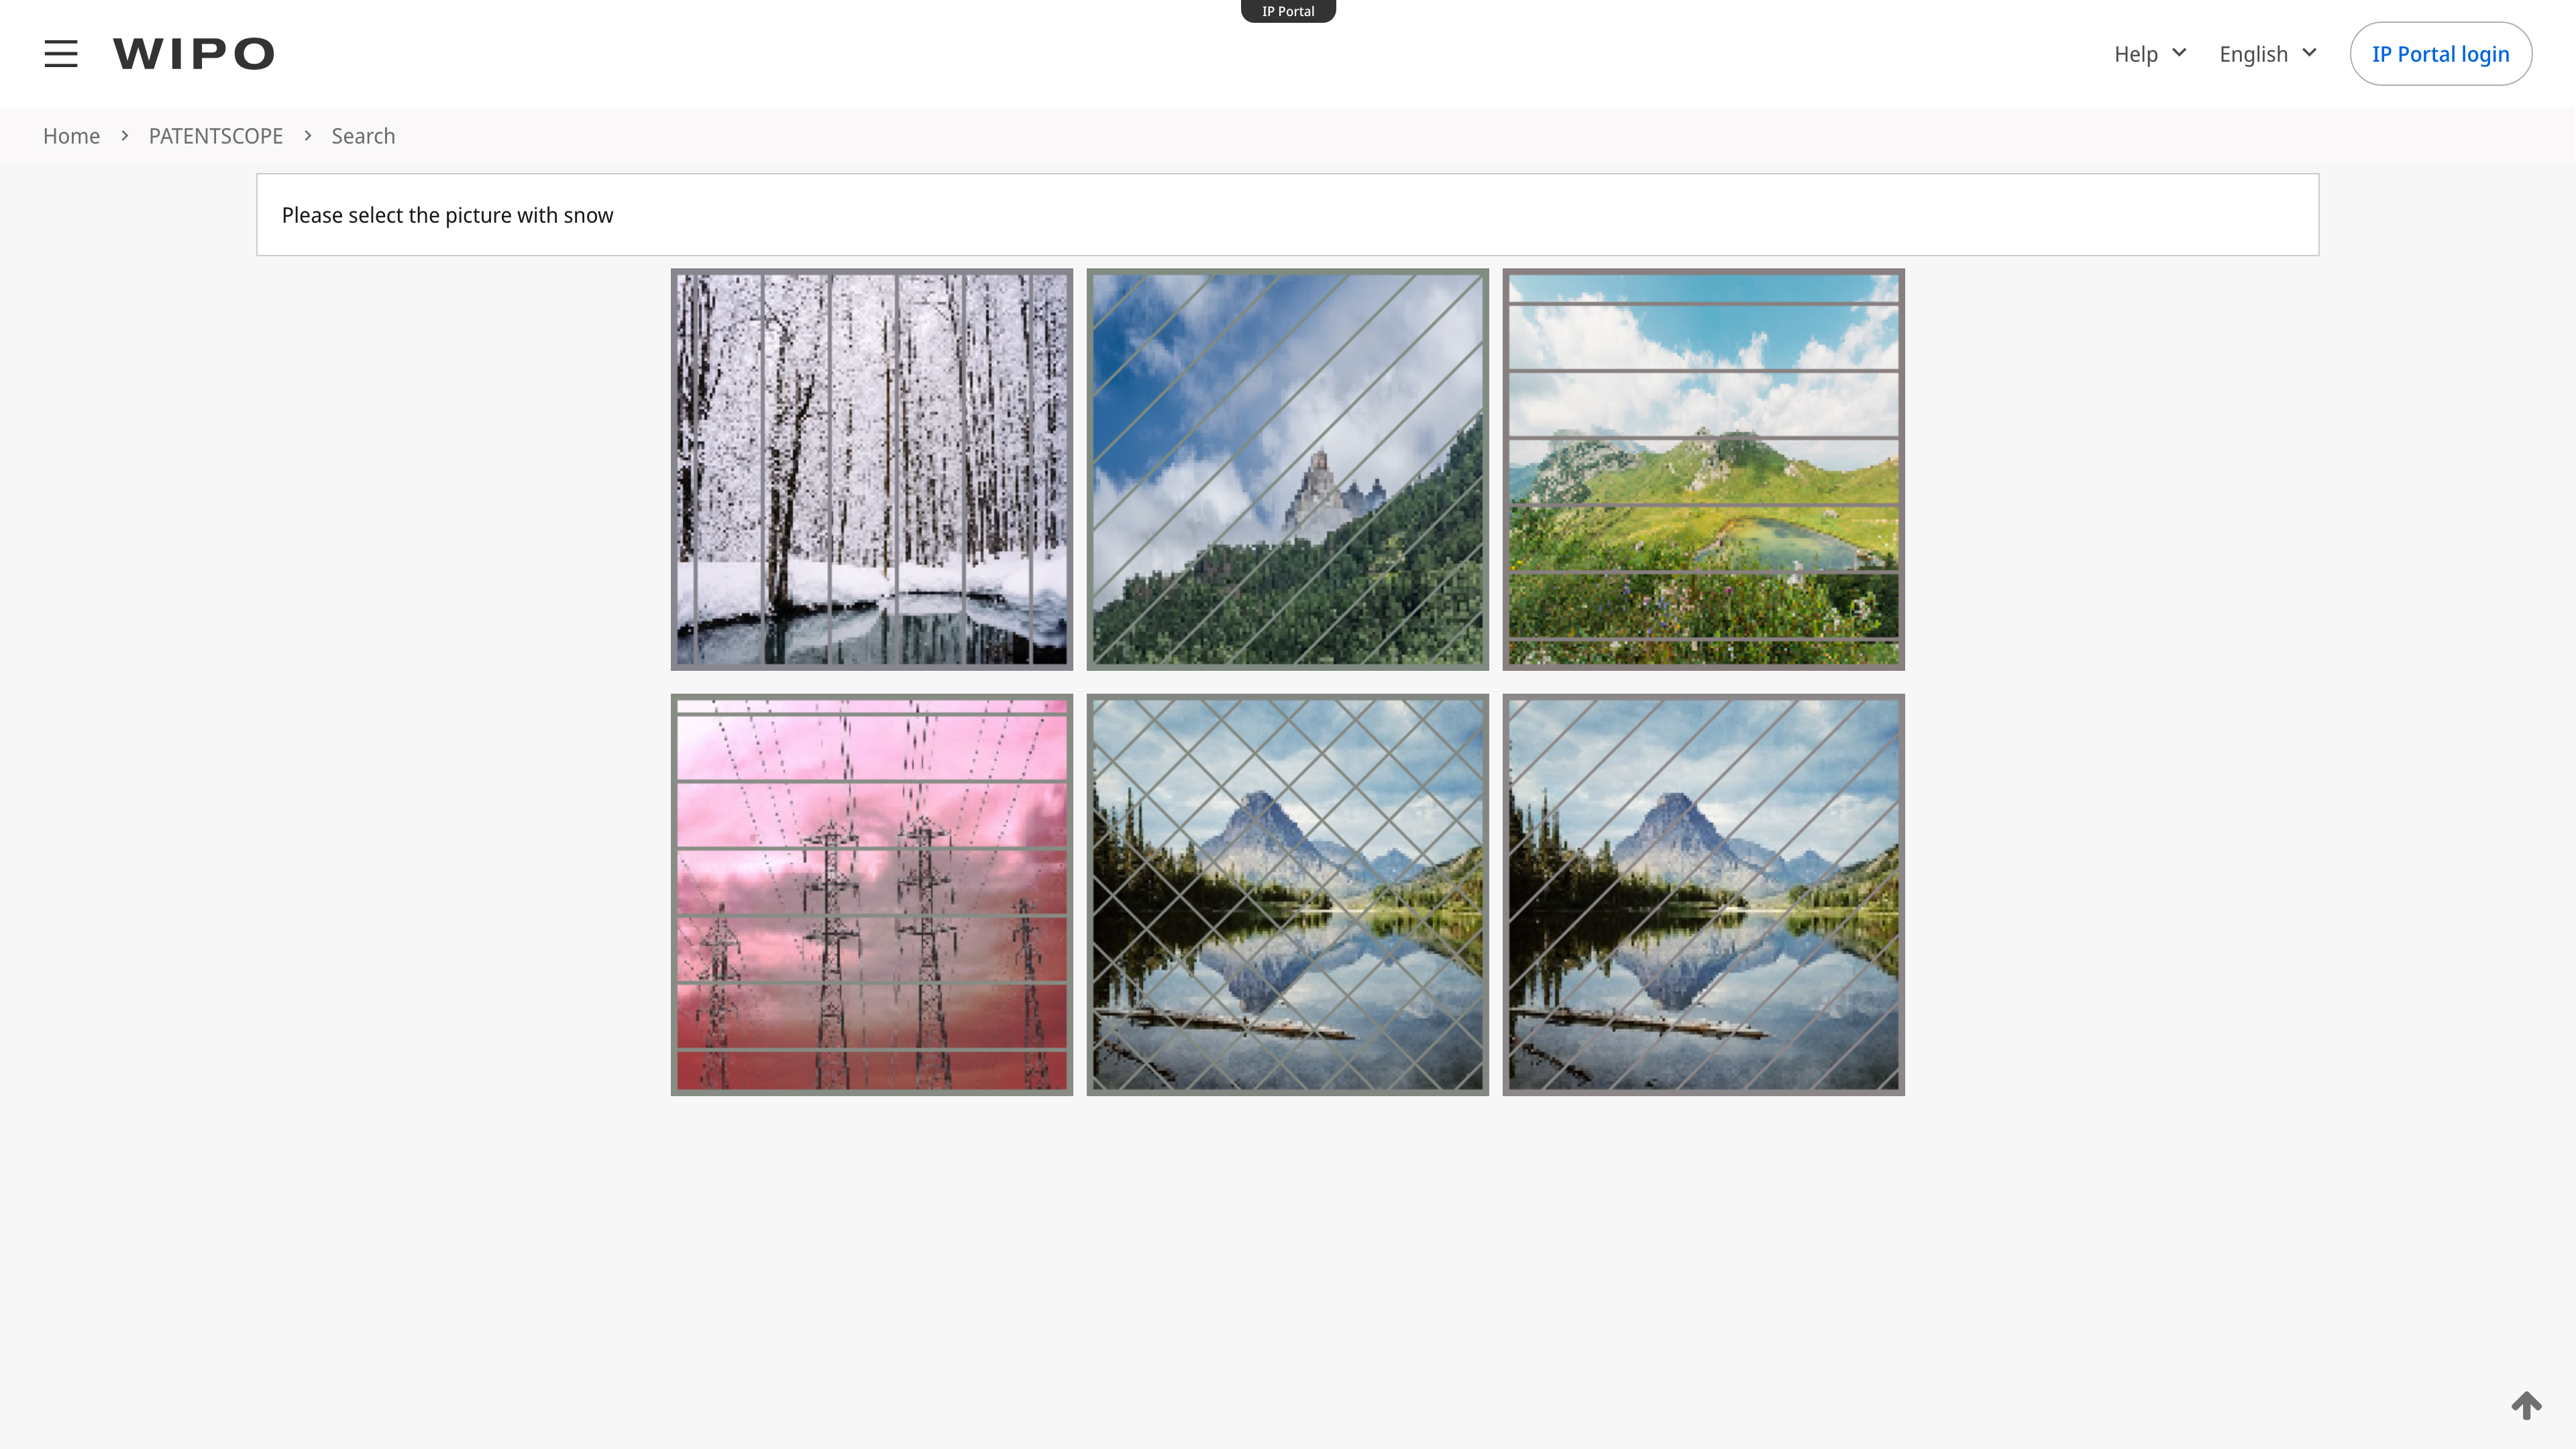 IP Portal
WIPO
Help
English
IP Portal login
Home > PATENTSCOPE > Search
Please select the picture with snow